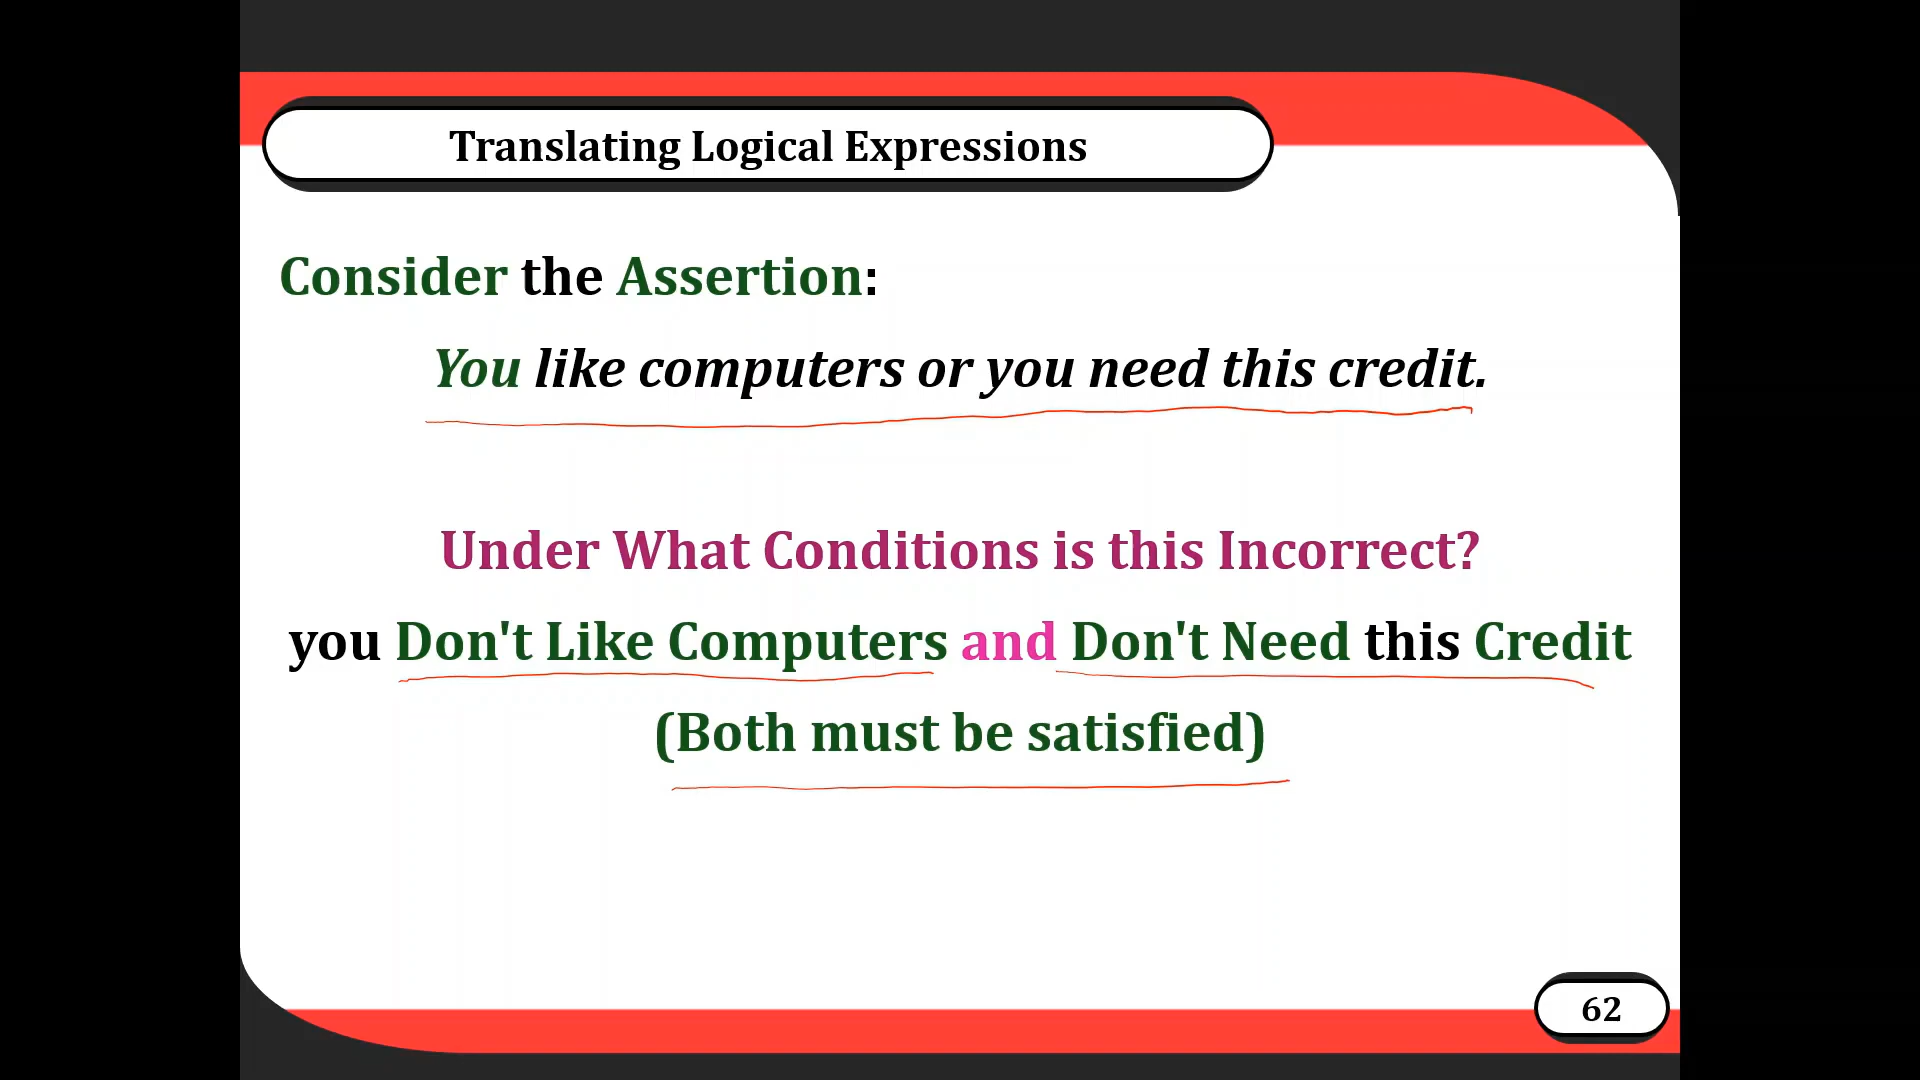 Translating Logical Expressions
Consider the Assertion:
You like computers or you need this credit.
Under What Conditions is this Incorrect?
you Don't Like Computers and Don't Need this Credit
(Both must be satisfied)
62